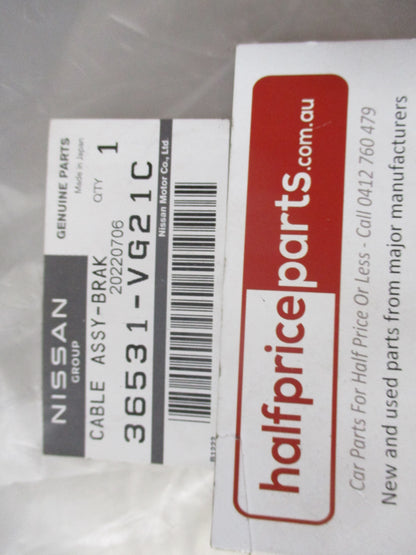 NISSAN
GROUP
GENUINE PARTS
Made in Japan
CABLE ASSY-BRAK
QTY 1
20220706
36531-VG21C
Nissan Motor Co., Ltd.
halfpriceparts.com.au
Car Parts For Half Price Or Less - Call 0412 760 479
New and used parts from major manufacturers